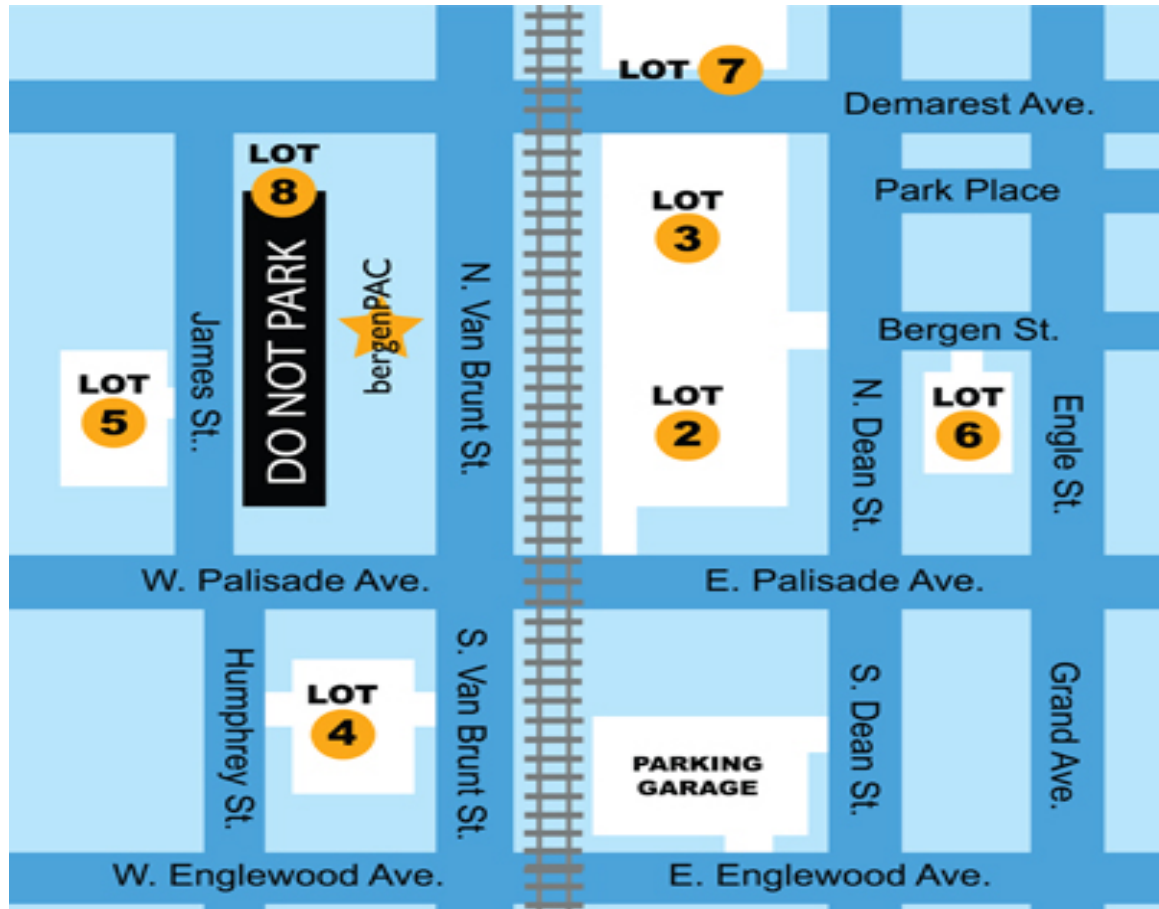 LOT 7
Demarest Ave.
LOT
8
DO NOT PARK
bergenPAC
N. Van Brunt St.
LOT
3
Park Place
Bergen St.
James St..
LOT
5
LOT
2
N. Dean St.
LOT
6
Engle St.
W. Palisade Ave.
E. Palisade Ave.
Humphrey St.
LOT
4
S. Van Brunt St.
PARKING
GARAGE
S. Dean St.
Grand Ave.
W. Englewood Ave.
E. Englewood Ave.